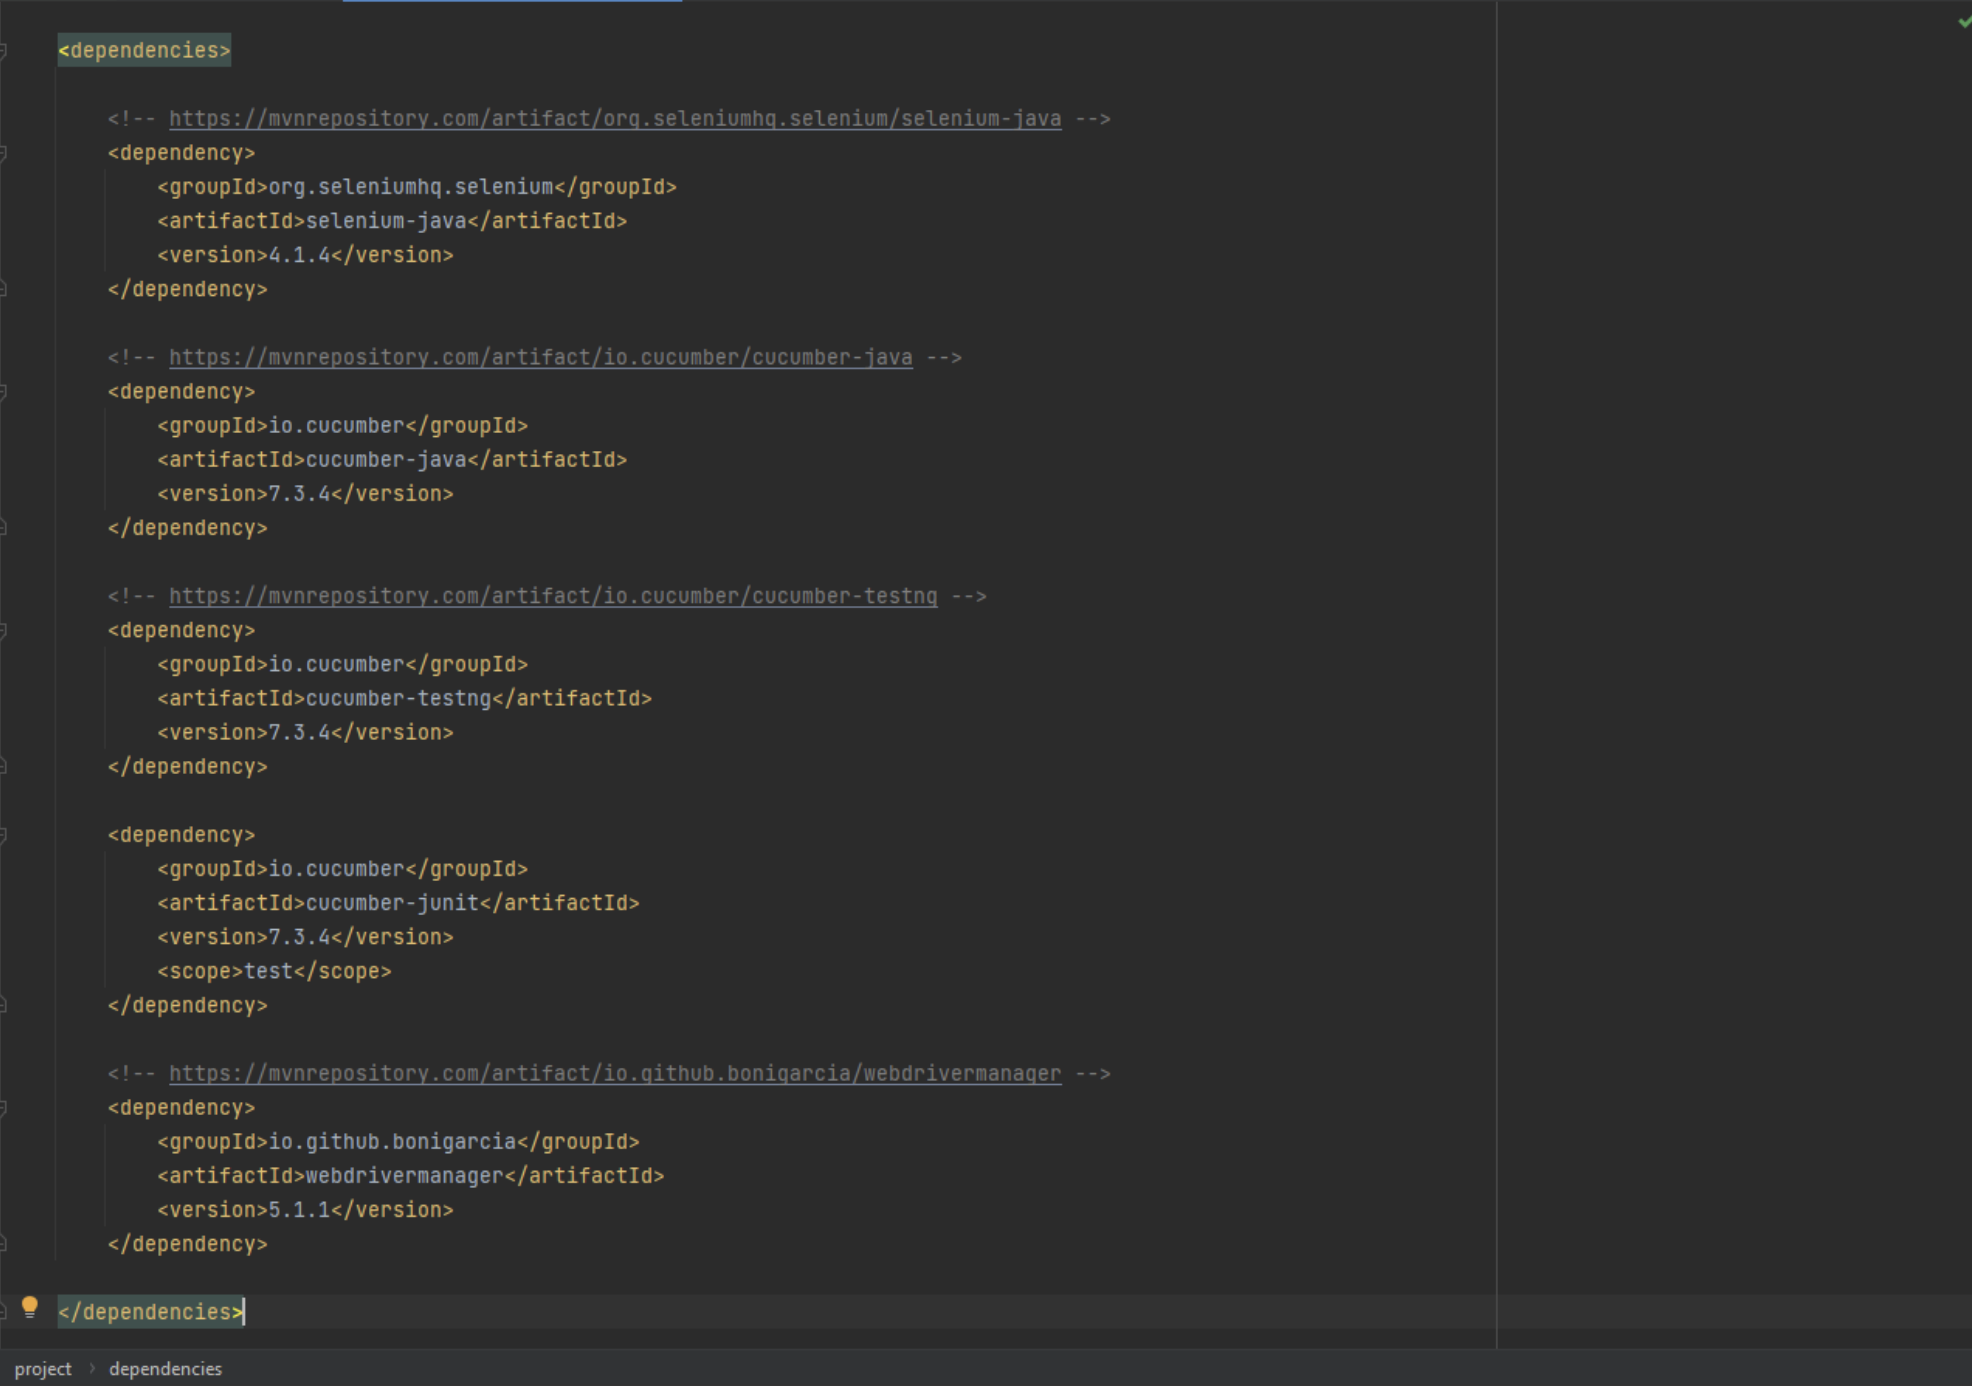 <dependencies>
<!-- https://mvnrepository.com/artifact/org.seleniumhq.selenium/selenium-java -->
<dependency>
<groupId>org.seleniumhq.selenium</groupId>
<artifactId>selenium-java</artifactId>
<version>4.1.4</version>
</dependency>
<!-- https://mvnrepository.com/artifact/io.cucumber/cucumber-java -->
<dependency>
<groupId>io.cucumber</groupId>
<artifactId>cucumber-java</artifactId>
<version>7.3.4</version>
</dependency>
<!-- https://mvnrepository.com/artifact/io.cucumber/cucumber-testng -->
<dependency>
<groupId>io.cucumber</groupId>
<artifactId>cucumber-testng</artifactId>
<version>7.3.4</version>
</dependency>
<dependency>
<groupId>io.cucumber</groupId>
<artifactId>cucumber-junit</artifactId>
<version>7.3.4</version>
<scope>test</scope>
</dependency>
<!-- https://mvnrepository.com/artifact/io.github.bonigarcia/webdrivermanager -->
<dependency>
<groupId>io.github.bonigarcia</groupId>
<artifactId>webdrivermanager</artifactId>
<version>5.1.1</version>
</dependency>
</dependencies>
project › dependencies